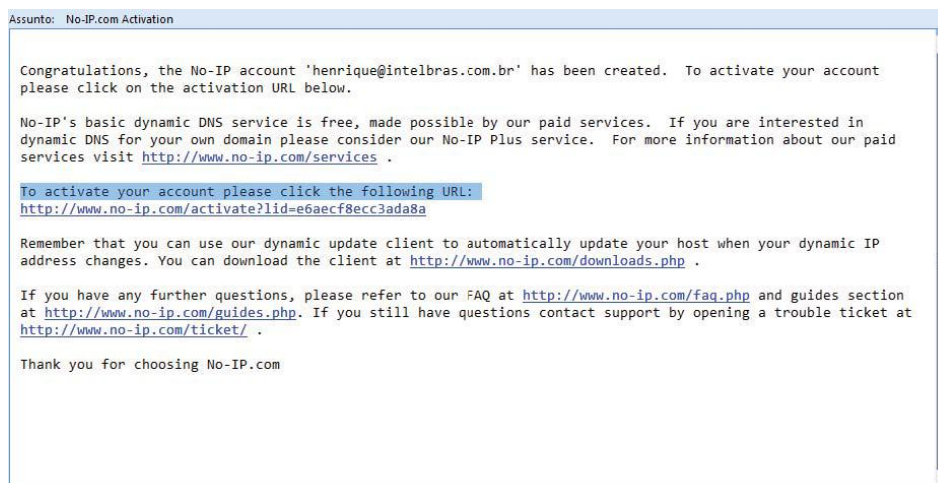 Assunto: No-IP.com Activation
Congratulations, the No-IP account 'henrique@intelbras.com.br' has been created. To activate your account
please click on the activation URL below.
No-IP's basic dynamic DNS service is free, made possible by our paid services. If you are interested in
dynamic DNS for your own domain please consider our No-IP Plus service. For more information about our paid
services visit http://www.no-ip.com/services .
To activate your account please click the following URL:
http://www.no-ip.com/activate?lid=e6aecf8ecc3ada8a
Remember that you can use our dynamic update client to automatically update your host when your dynamic IP
address changes. You can download the client at http://www.no-ip.com/downloads.php .
If you have any further questions, please refer to our FAQ at http://www.no-ip.com/faq.php and guides section
at http://www.no-ip.com/guides.php. If you still have questions contact support by opening a trouble ticket at
http://www.no-ip.com/ticket/ .
Thank you for choosing No-IP.com